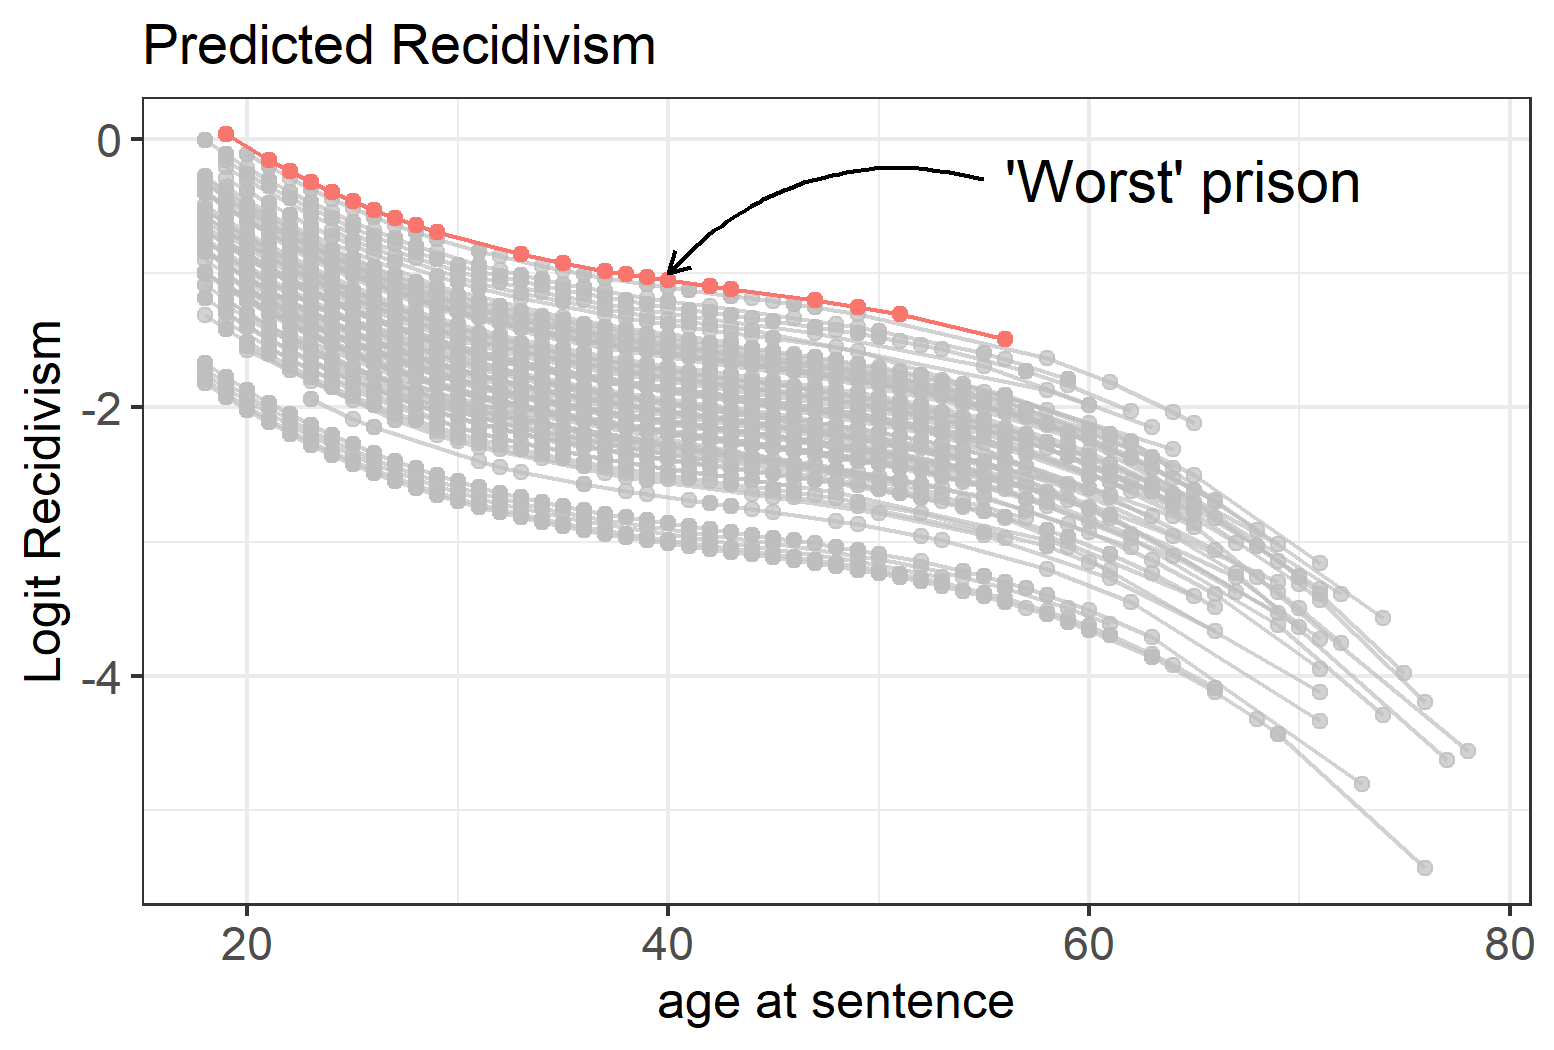 Predicted Recidivism
'Worst' prison
0
-2
-4
Logit Recidivism
20 40 60 80
age at sentence